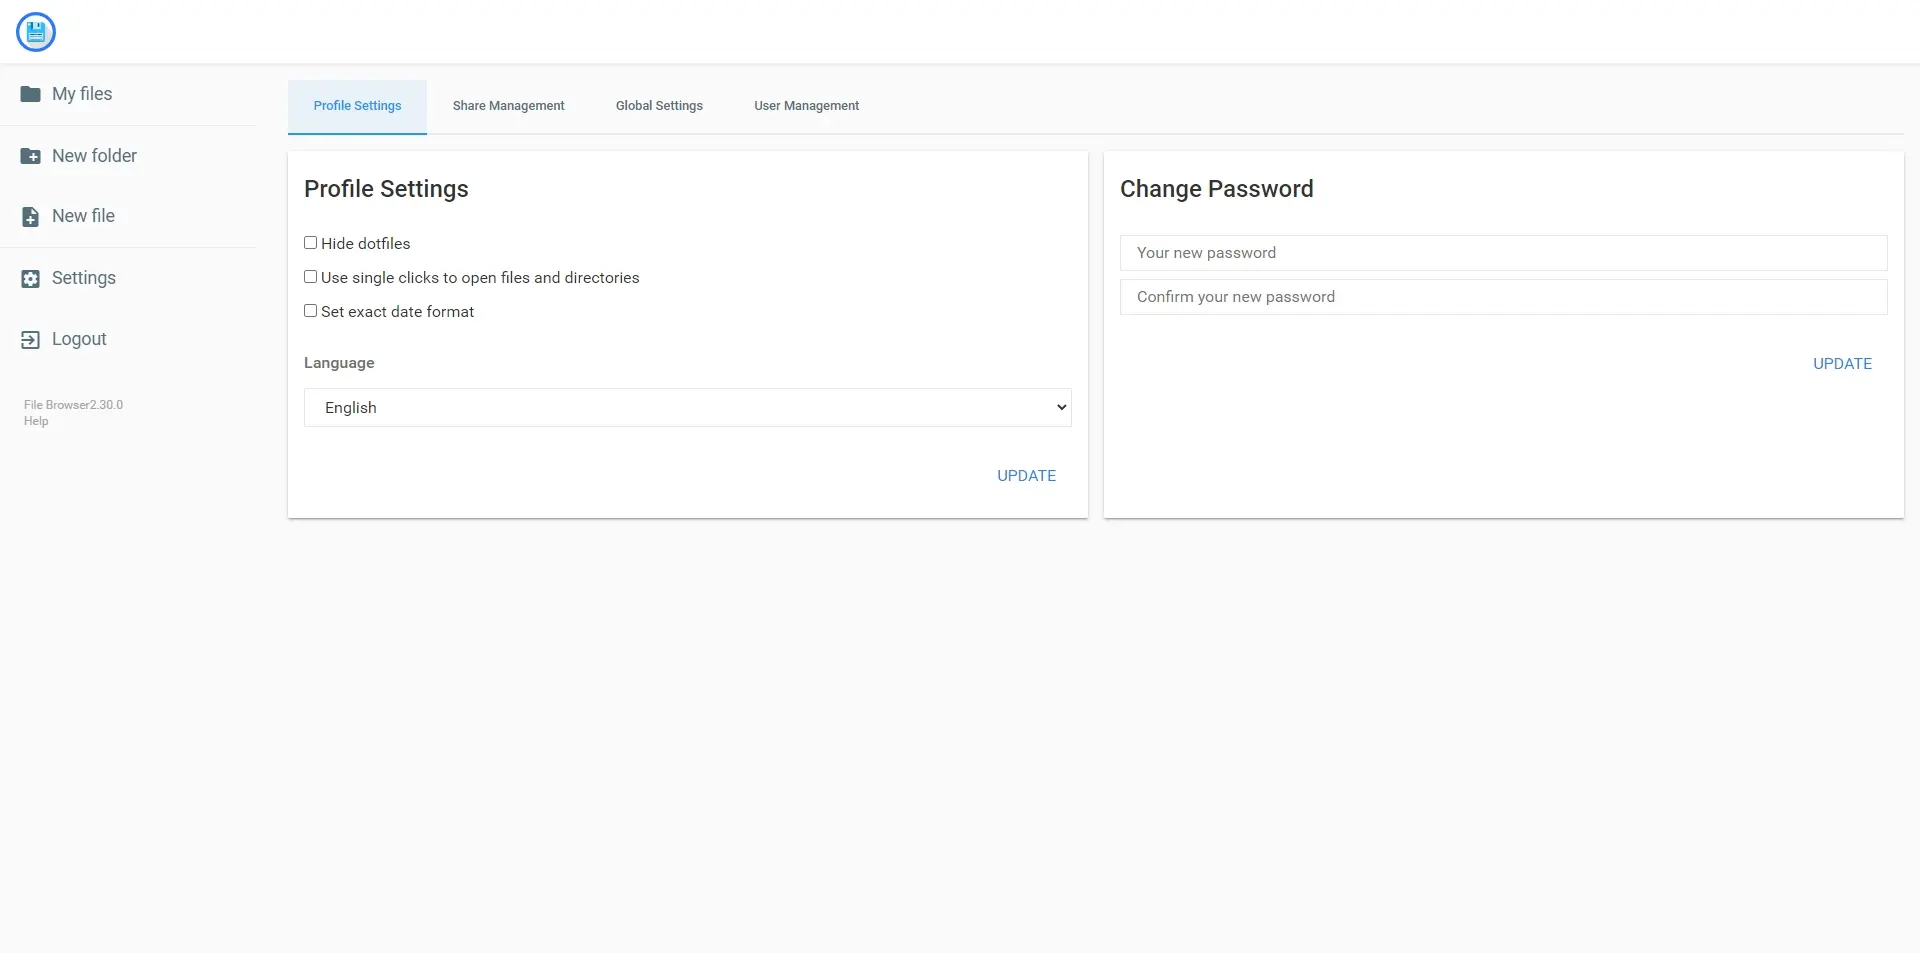 My files
New folder
New file
Settings
Logout
File Browser2.30.0
Help
Profile Settings
Share Management
Global Settings
User Management
Profile Settings
Hide dotfiles
Use single clicks to open files and directories
Set exact date format
Language
English
UPDATE
Change Password
Your new password
Confirm your new password
UPDATE